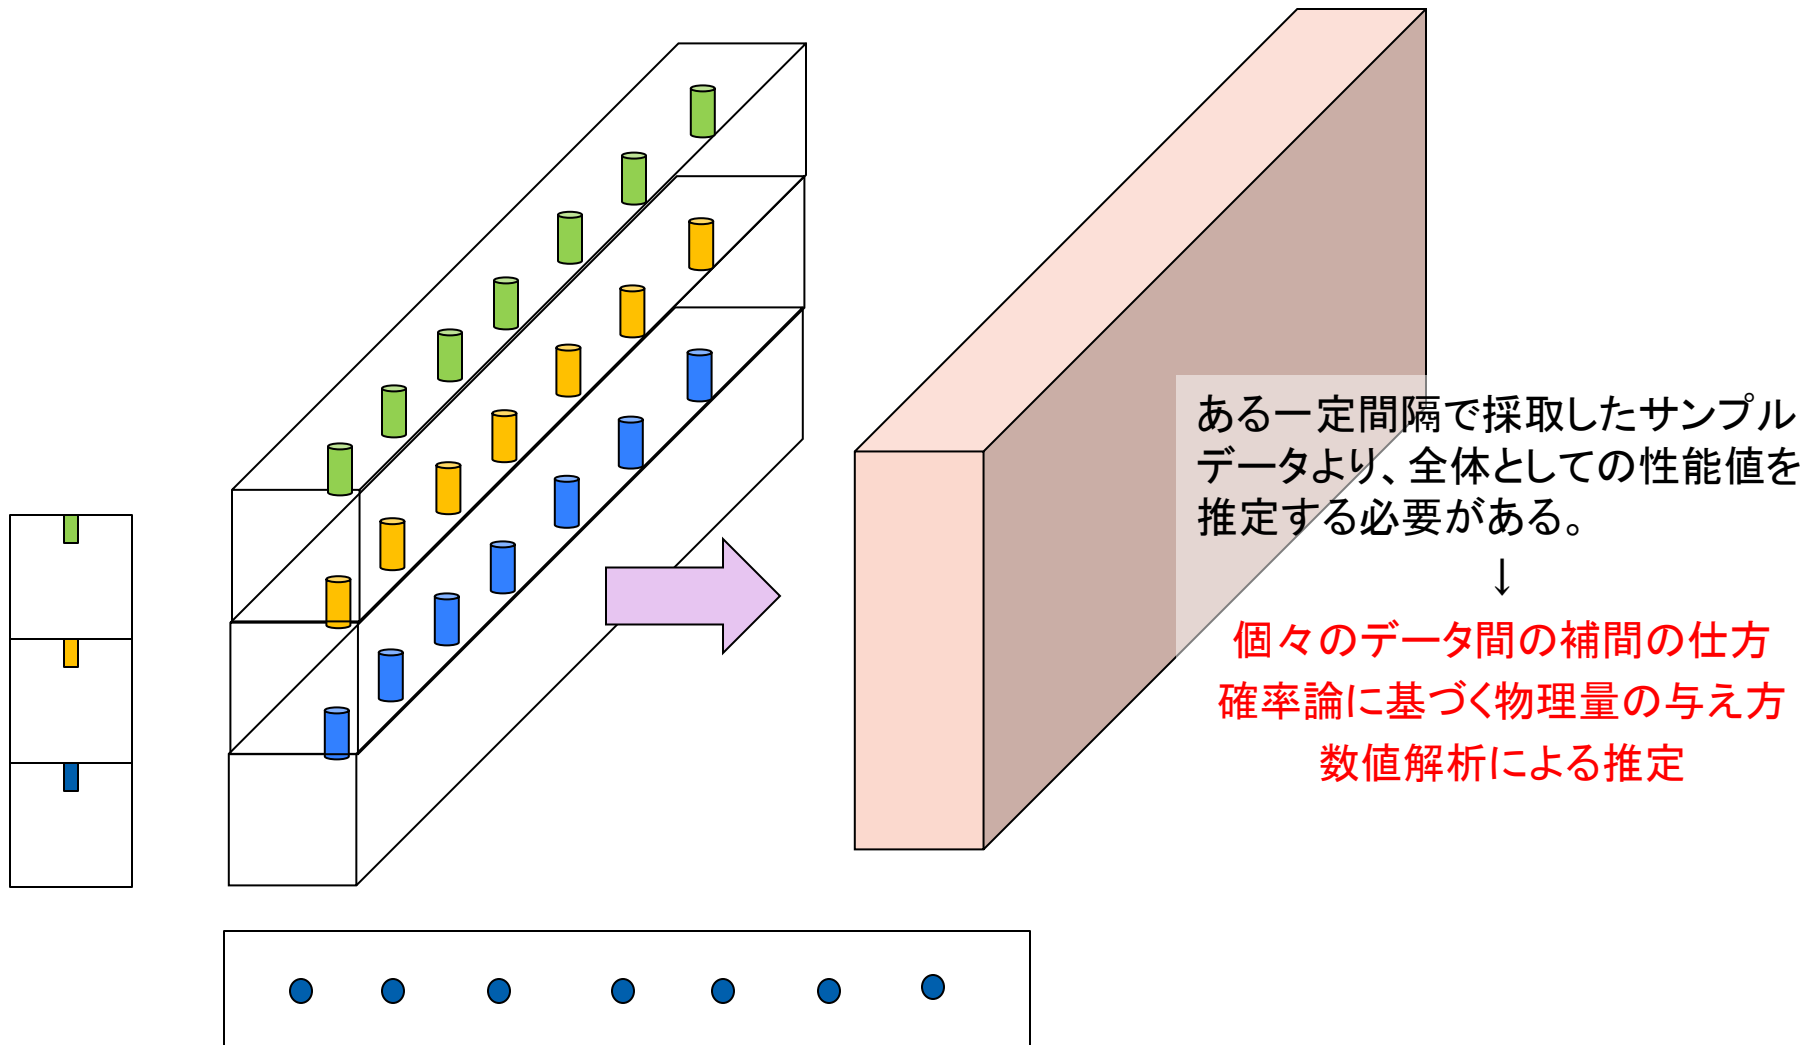 ある一定間隔で採取したサンプル
データより、全体としての性能値を
推定する必要がある。
↓
個々のデータ間の補間の仕方
確率論に基づく物理量の与え方
数値解析による推定